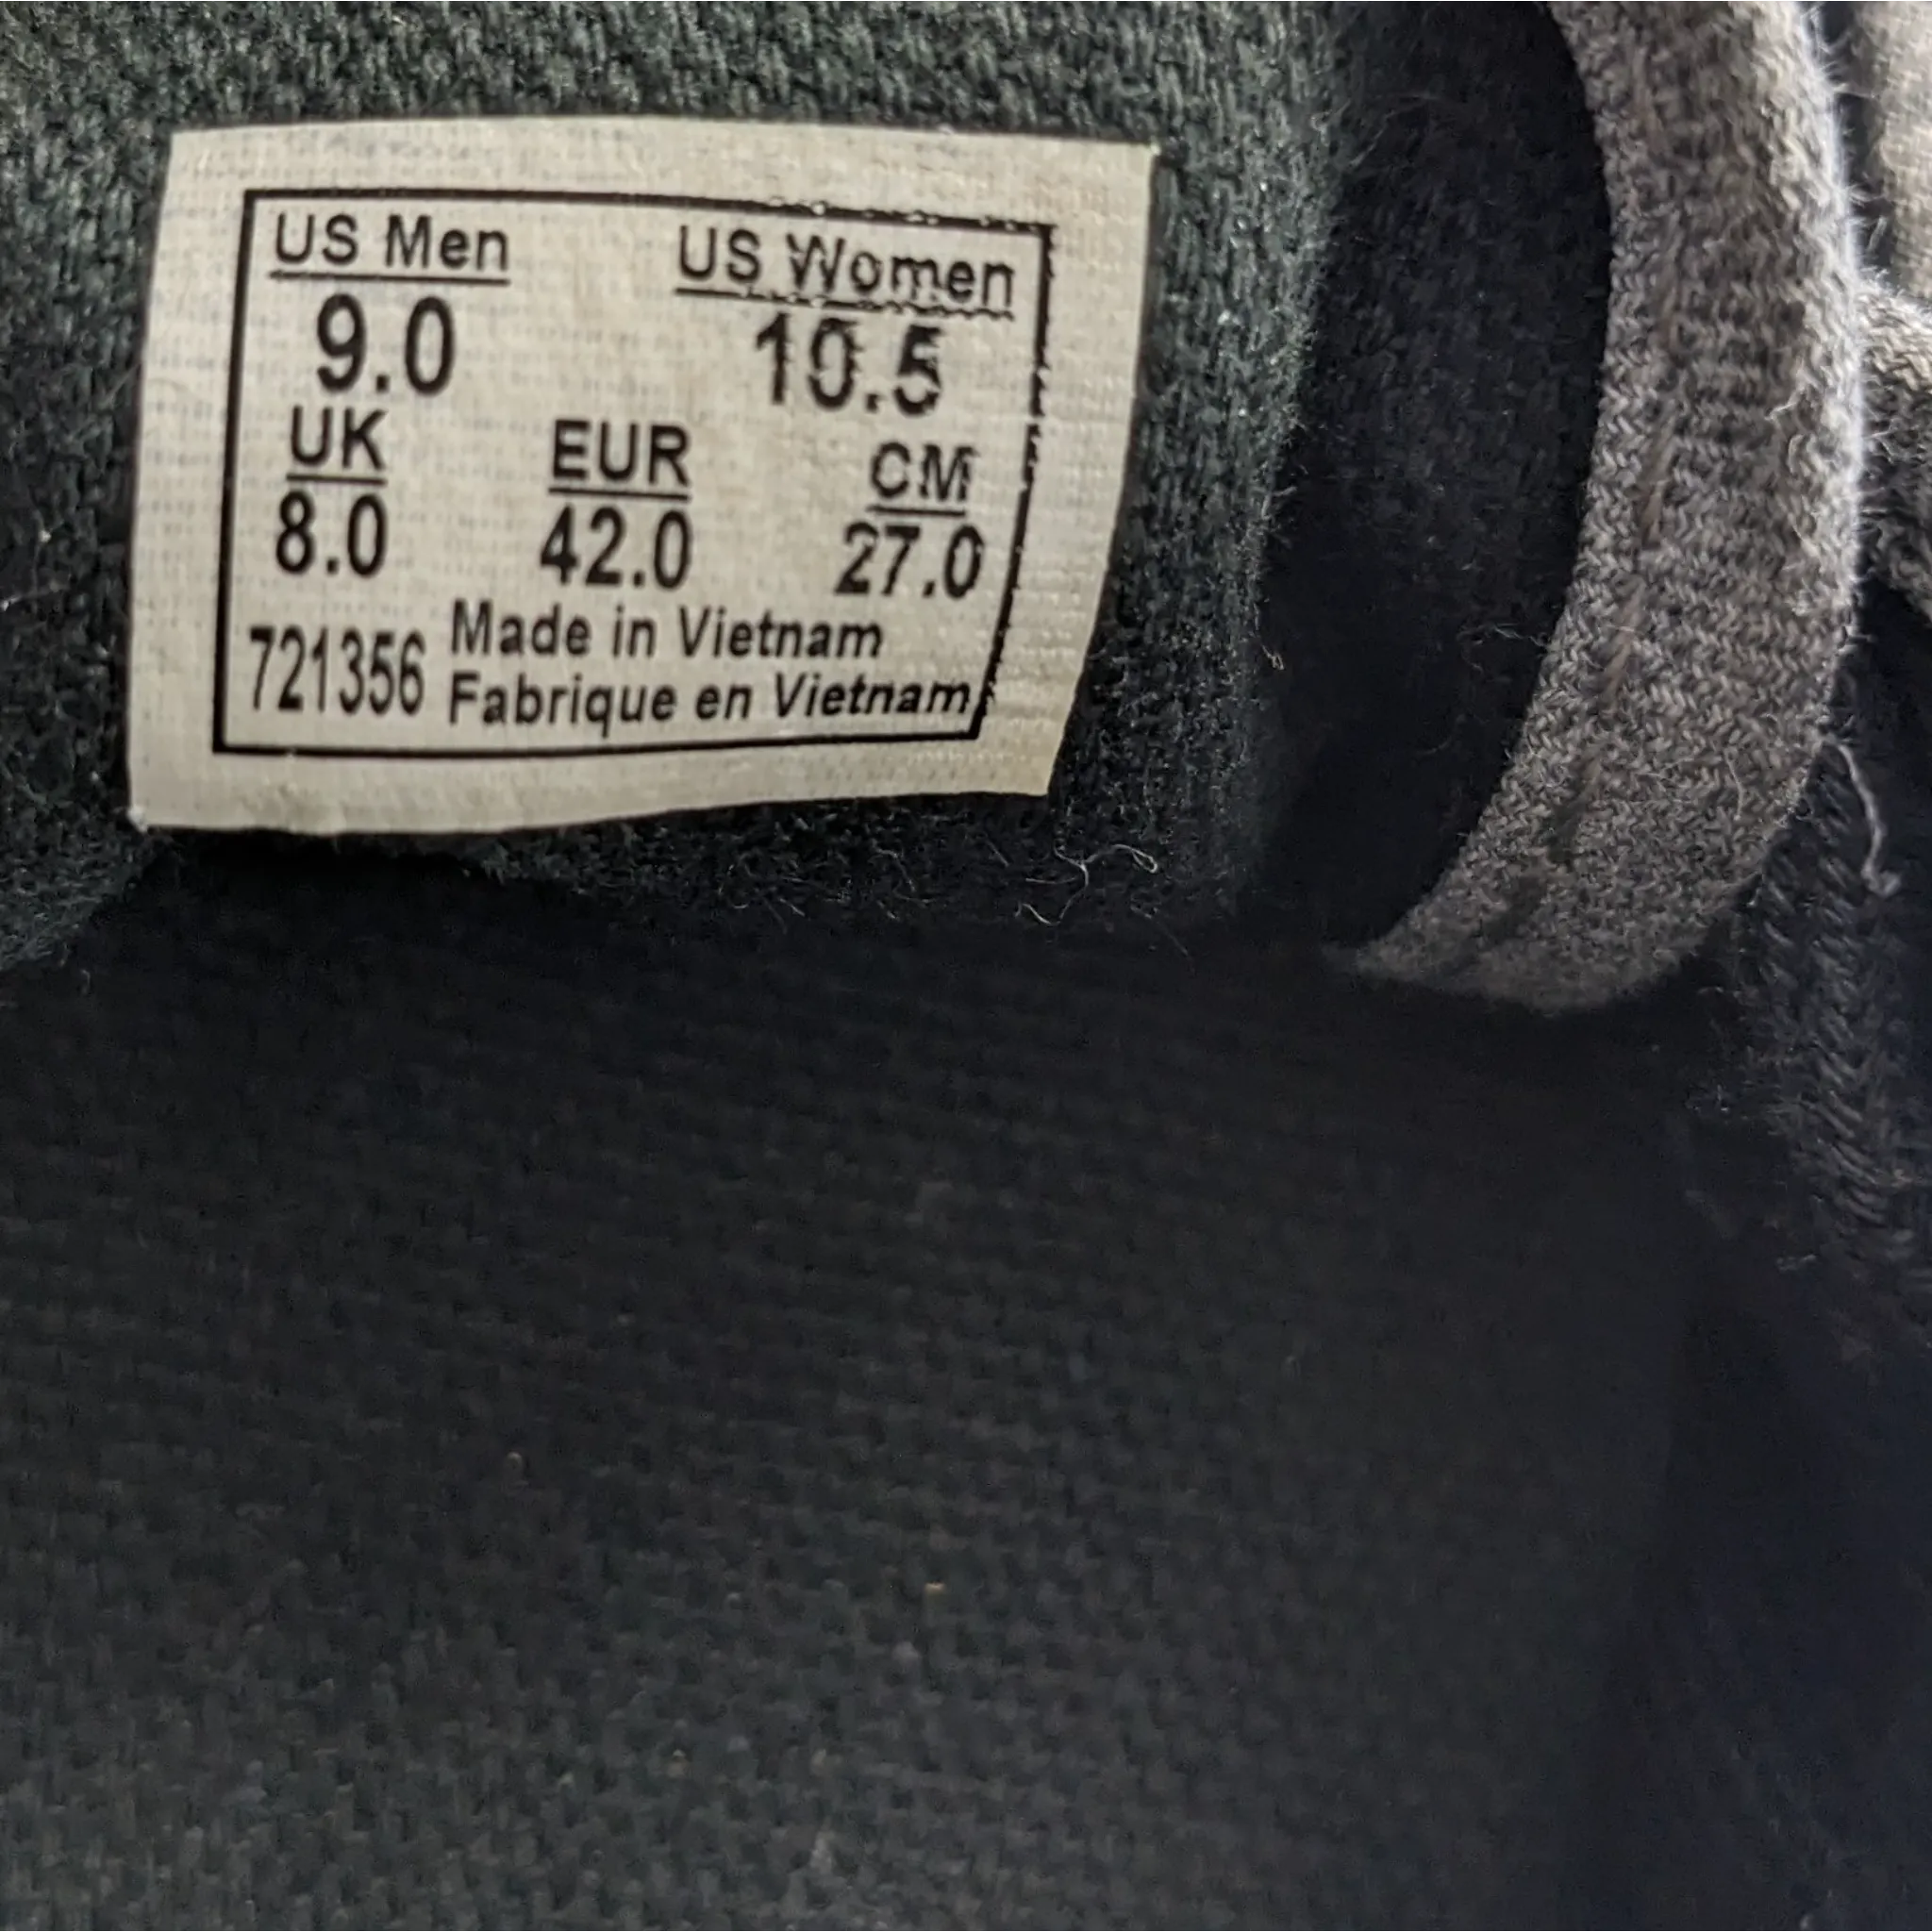 US Men US Women
9.0 10.5
UK EUR CM
8.0 42.0 27.0
721356 Made in Vietnam
Fabrique en Vietnam